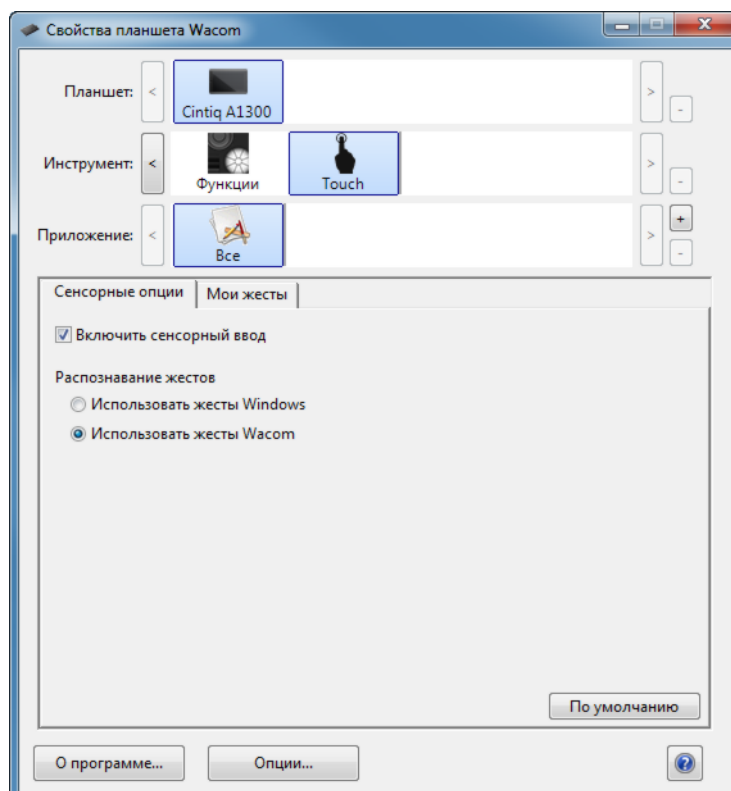 Свойства планшета Wacom
Планшет: < > -
Cintiq A1300
Инструмент: < > -
Функции Touch
Приложение: < > + -
Все
Сенсорные опции Мои жесты
Включить сенсорный ввод
Распознавание жестов
Использовать жесты Windows
Использовать жесты Wacom
По умолчанию
О программе... Опции... ?